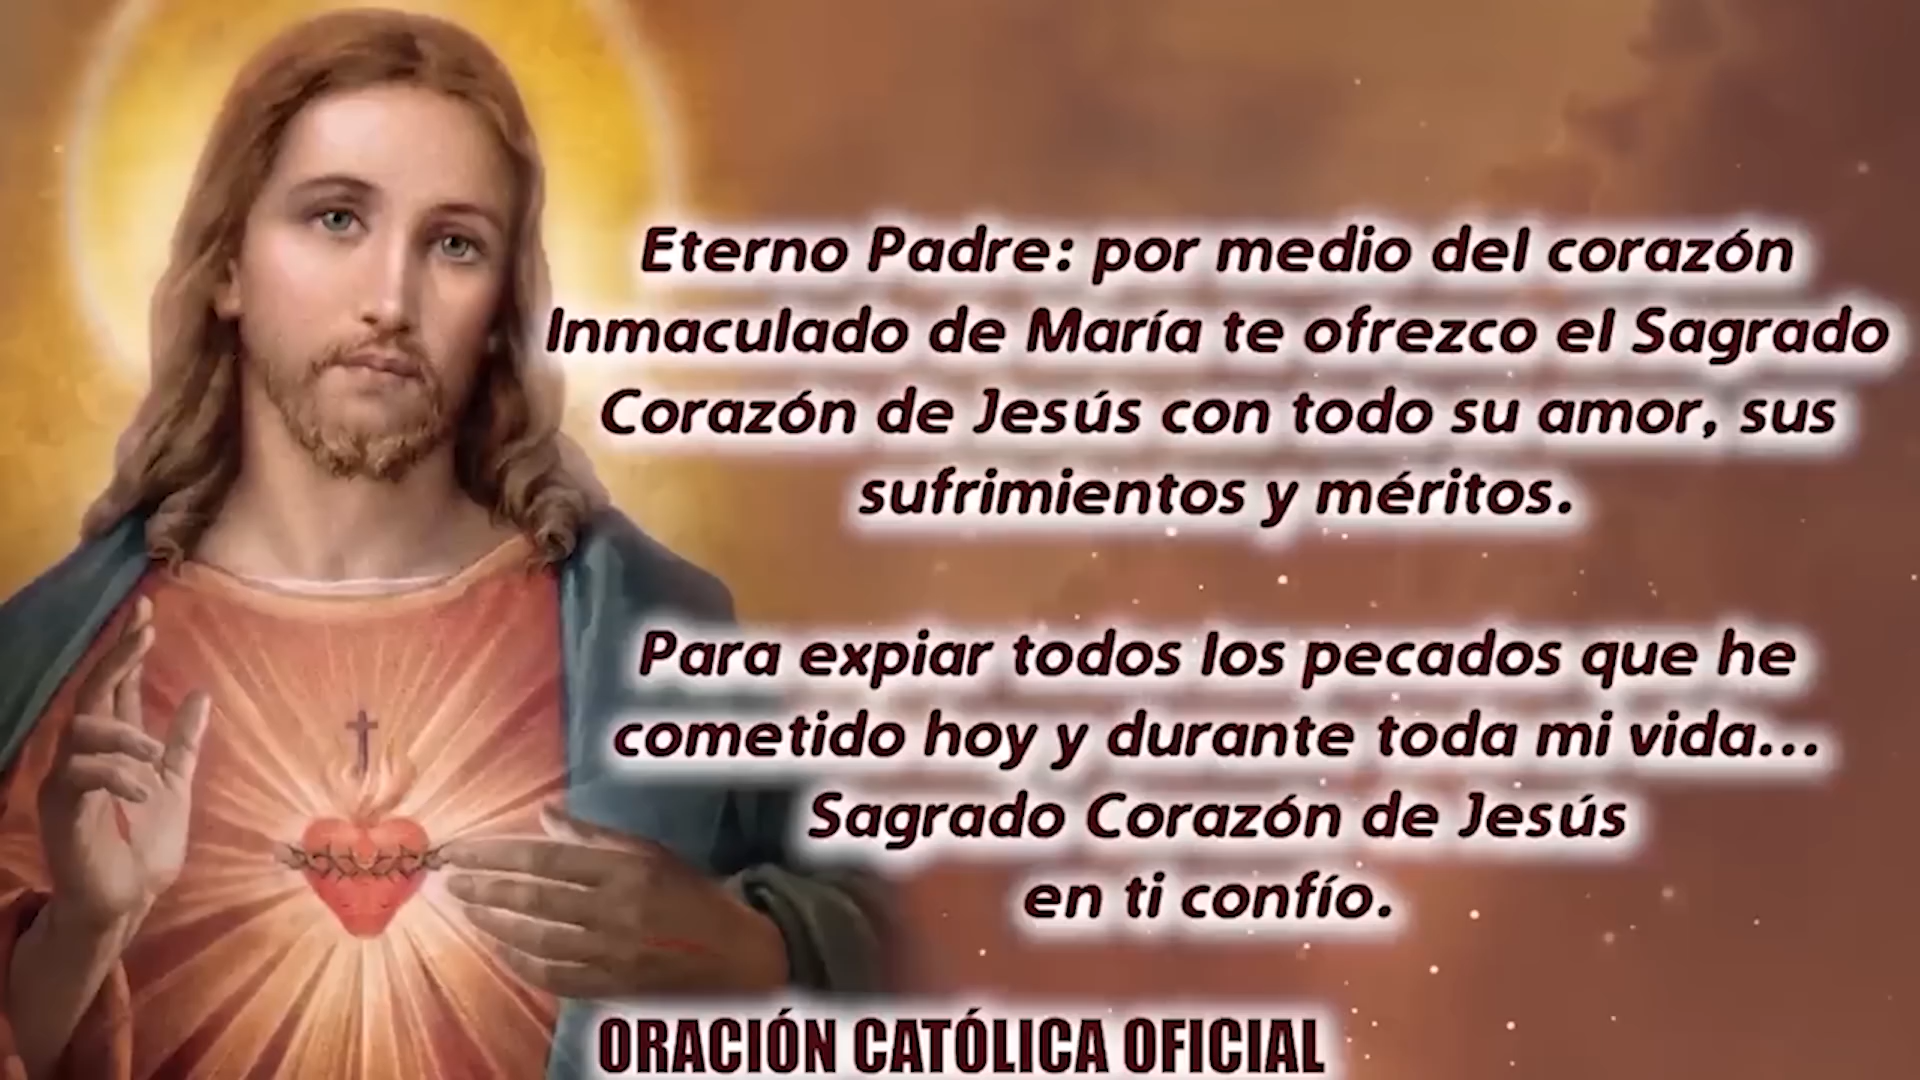 Eterno Padre: por medio del corazón
Inmaculado de María te ofrezco el Sagrado
Corazón de Jesús con todo su amor, sus
sufrimientos y méritos.
Para expiar todos los pecados que he
cometido hoy y durante toda mi vida...
Sagrado Corazón de Jesús
en ti confío.
ORACIÓN CATÓLICA OFICIAL